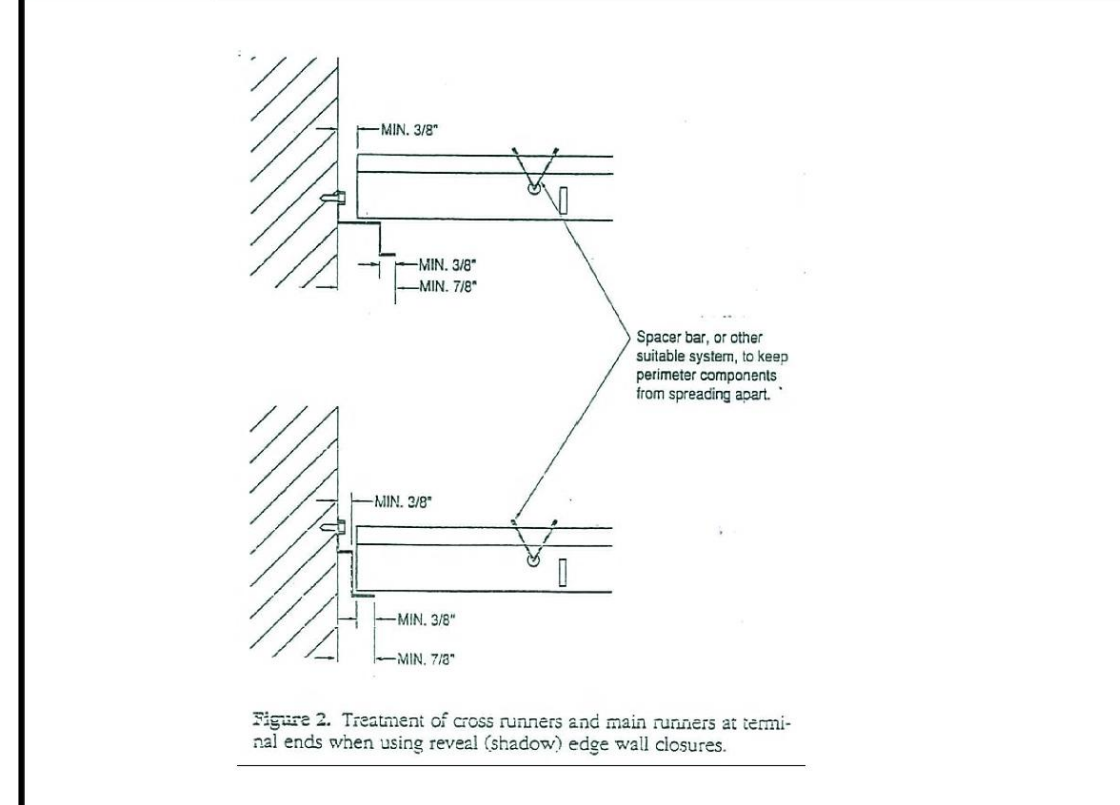 MIN. 3/8"
MIN. 3/8"
MIN. 7/8"
Spacer bar, or other
suitable system, to keep
perimeter components
from spreading apart.
MIN. 3/8"
MIN. 3/8"
MIN. 7/8"
Figure 2. Treatment of cross runners and main runners at termi-
nal ends when using reveal (shadow) edge wall closures.